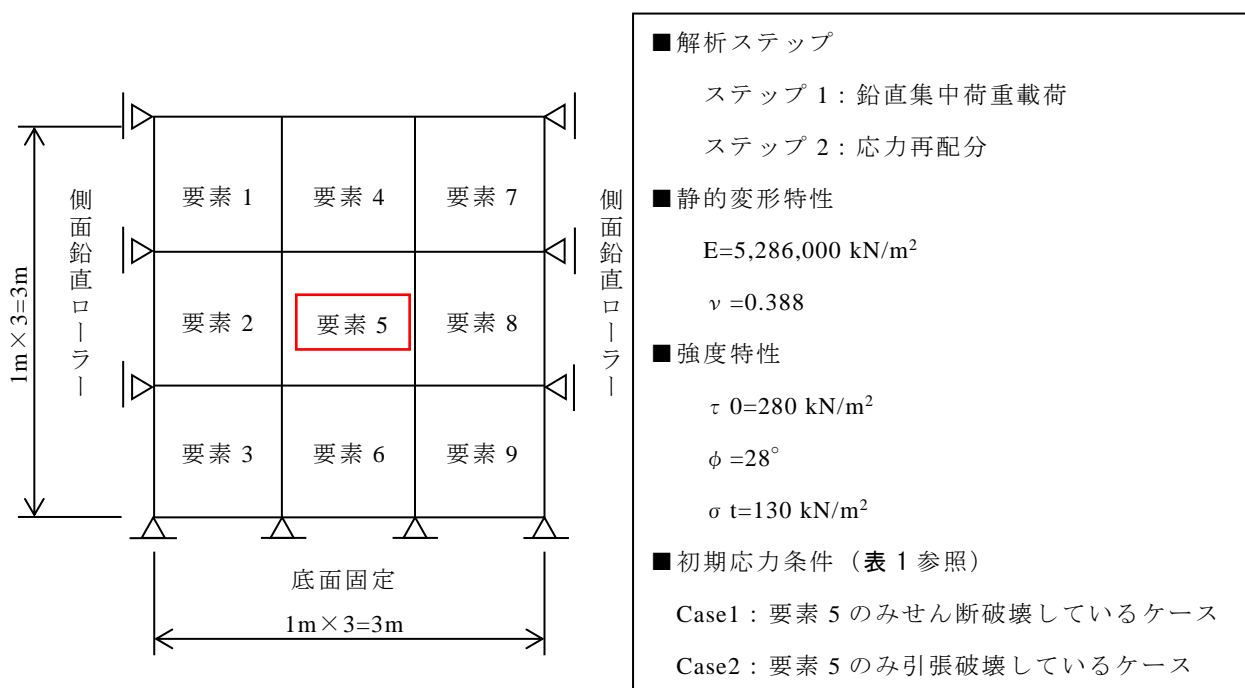 要素 1
要素 4
要素 7
要素 2
要素 5
要素 8
要素 3
要素 6
要素 9
側面鉛直ローラー
側面鉛直ローラー
1m×3=3m
底面固定
1m×3=3m
■解析ステップ
ステップ 1：鉛直集中荷重載荷
ステップ 2：応力再配分
■静的変形特性
E=5,286,000 kN/m²
ν=0.388
■強度特性
τ 0=280 kN/m²
φ=28°
σ t=130 kN/m²
■初期応力条件（表 1 参照）
Case1：要素 5 のみせん断破壊しているケース
Case2：要素 5 のみ引張破壊しているケース